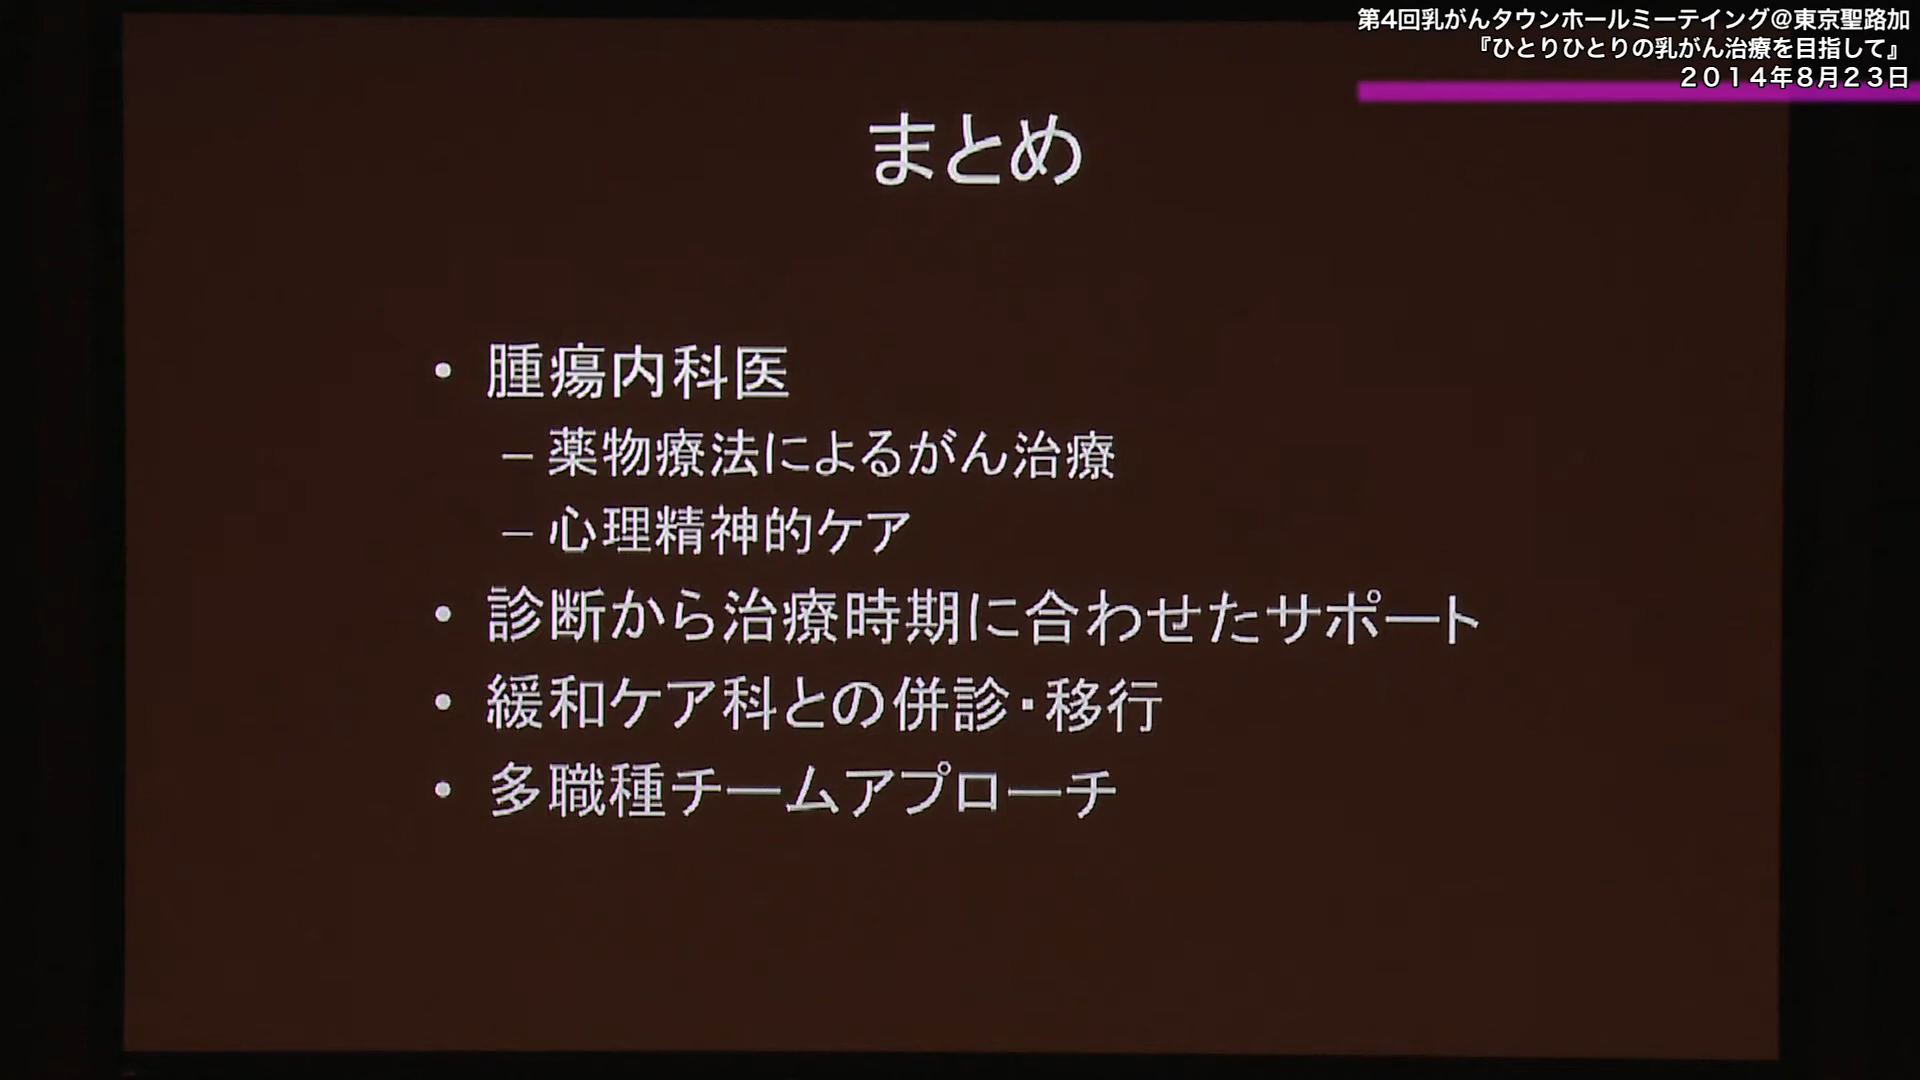 第4回乳がんタウンホールミーテイング＠東京聖路加
『ひとりひとりの乳がん治療を目指して』
２０１４年８月２３日
まとめ
• 腫瘍内科医
– 薬物療法によるがん治療
– 心理精神的ケア
• 診断から治療時期に合わせたサポート
• 緩和ケア科との併診・移行
• 多職種チームアプローチ